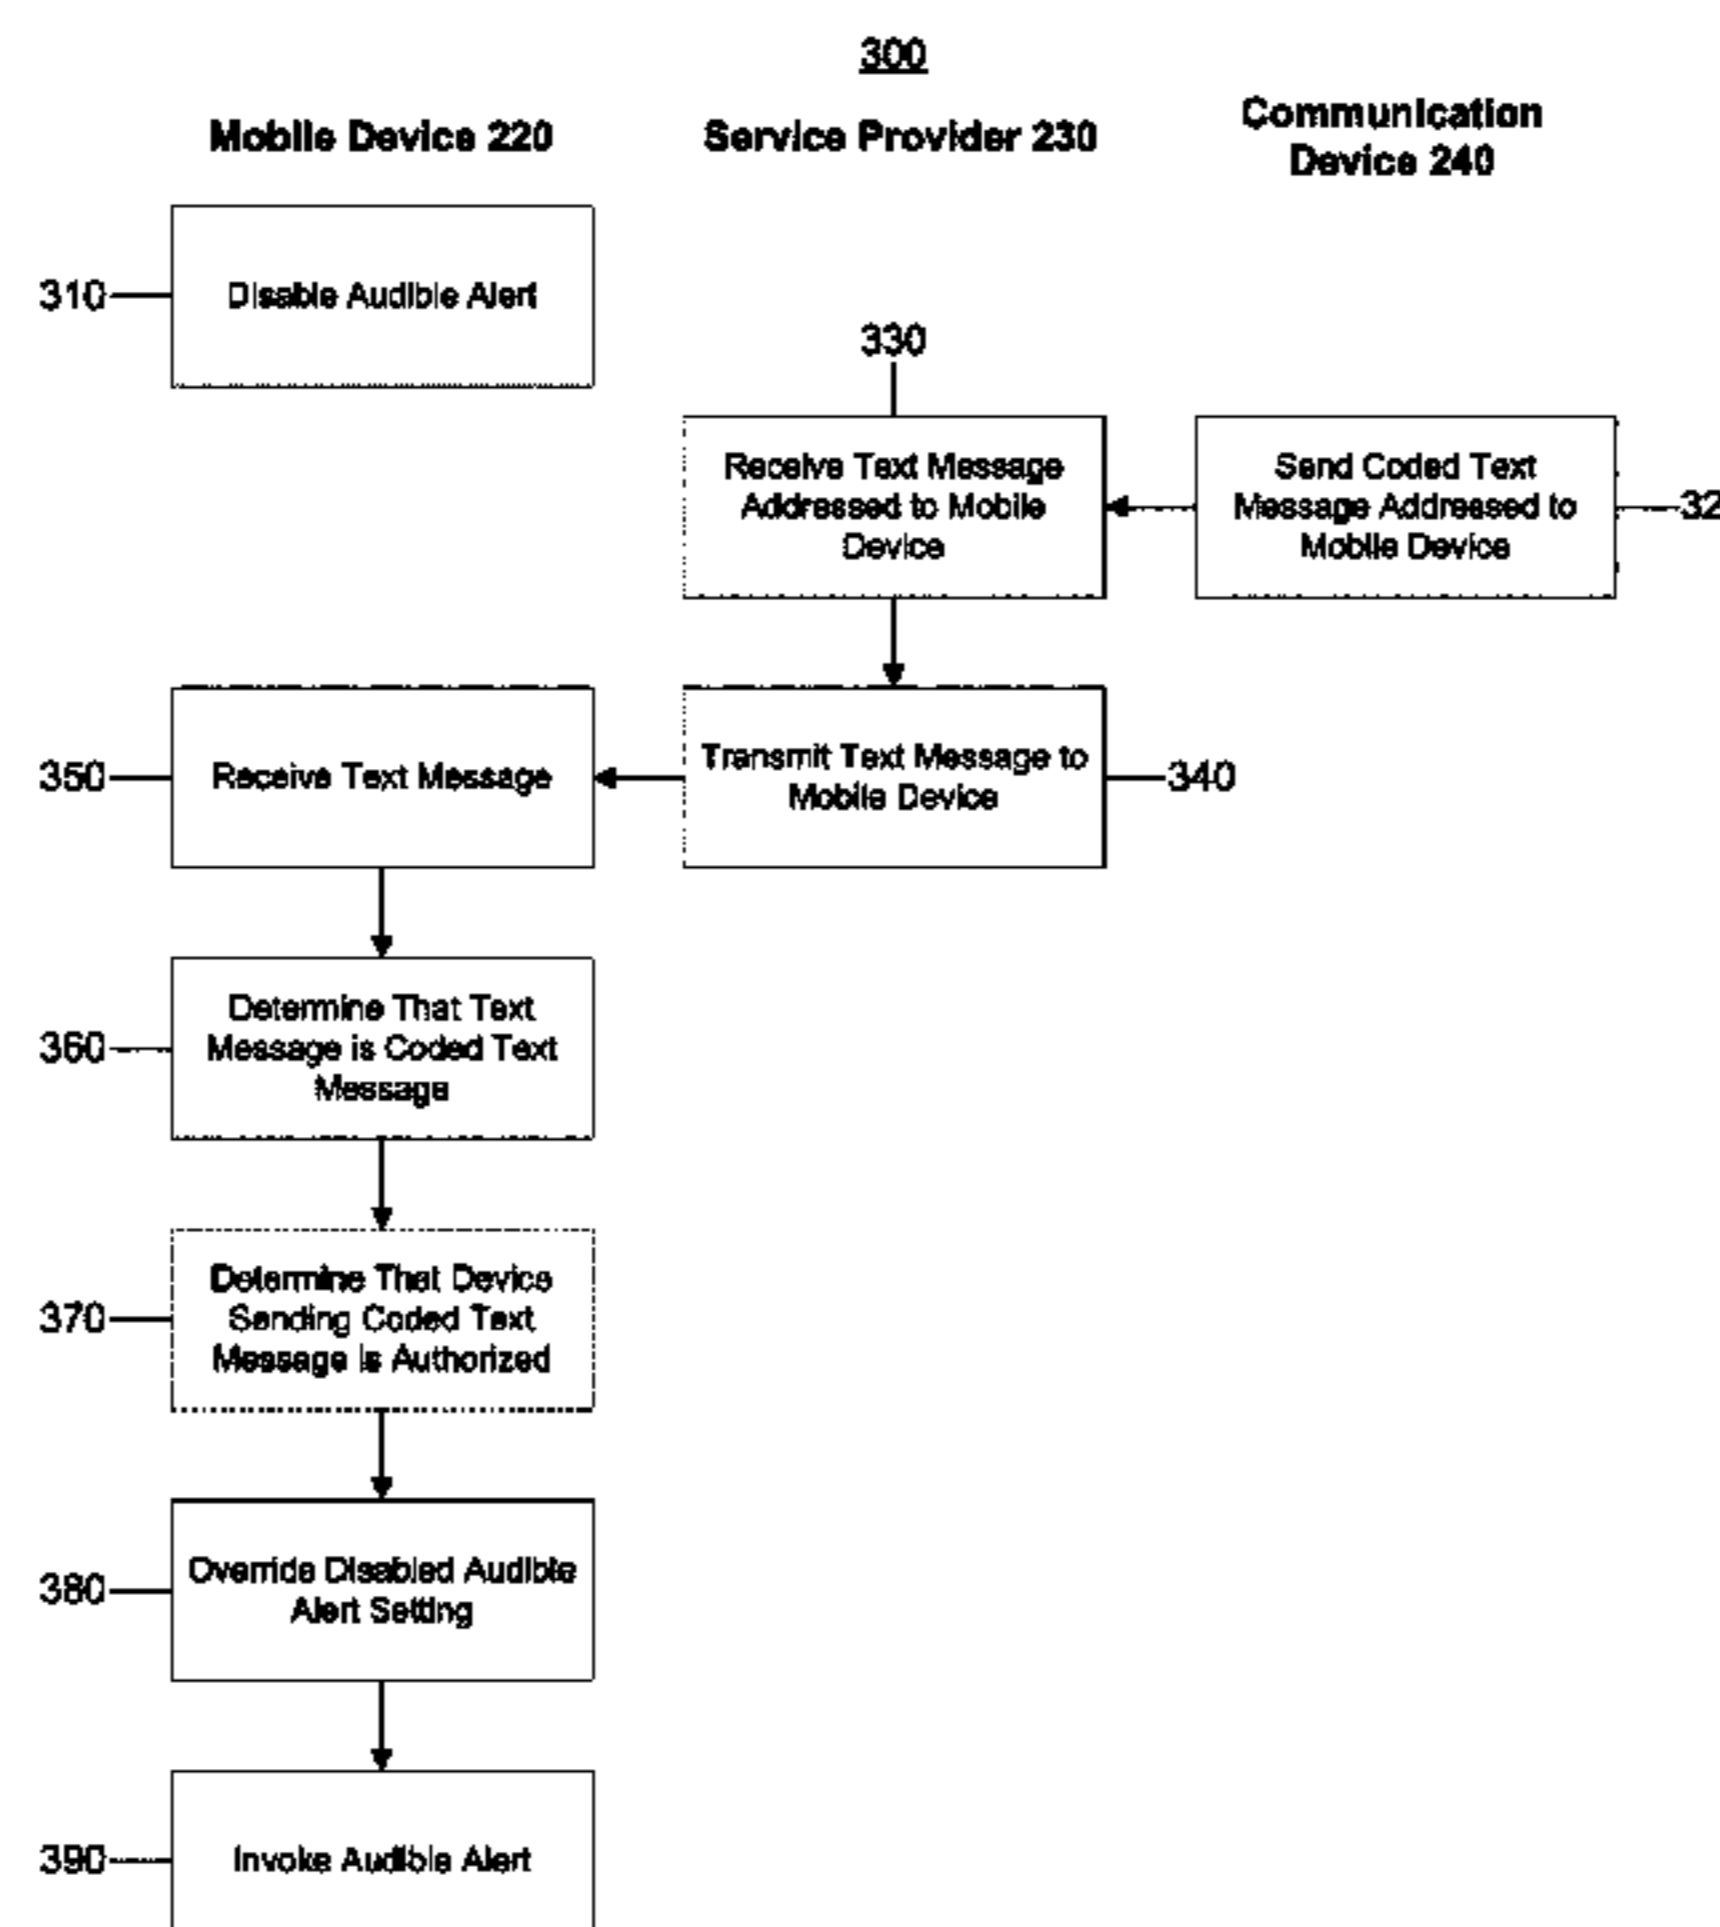 300
Mobile Device 220
Service Provider 230
Communication
Device 240
310
Disable Audible Alert
330
Receive Text Message
Addressed to Mobile
Device
Send Coded Text
Message Addressed to
Mobile Device
32
350
Receive Text Message
Transmit Text Message to
Mobile Device
340
360
Determine That Text
Message is Coded Text
Message
370
Determine That Device
Sending Coded Text
Message is Authorized
380
Override Disabled Audible
Alert Setting
390
Invoke Audible Alert